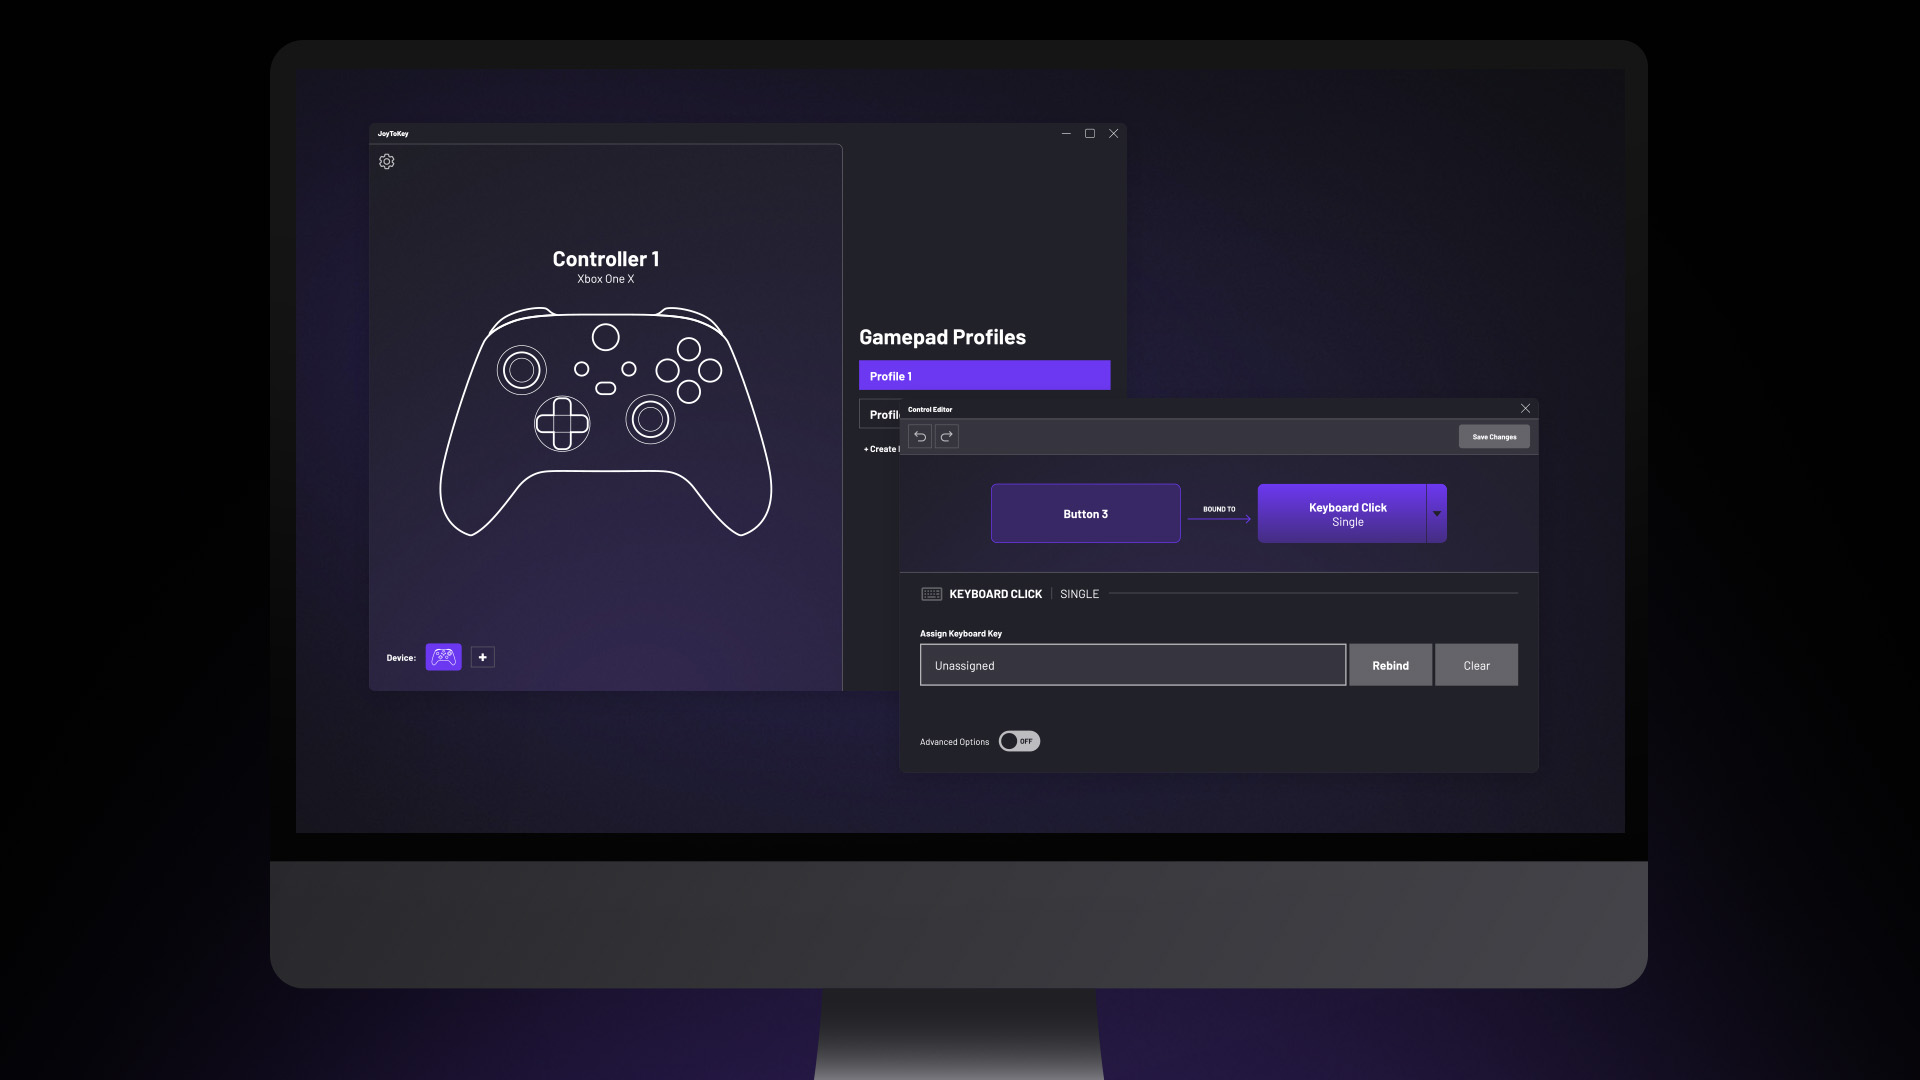 JoyToKey
Controller 1
Xbox One X
Device:
Gamepad Profiles
Profile 1
+ Create
Control Editor
Save Changes
Button 3
BOUND TO
Keyboard Click
Single
KEYBOARD CLICK | SINGLE
Assign Keyboard Key
Unassigned
Rebind
Clear
Advanced Options
OFF